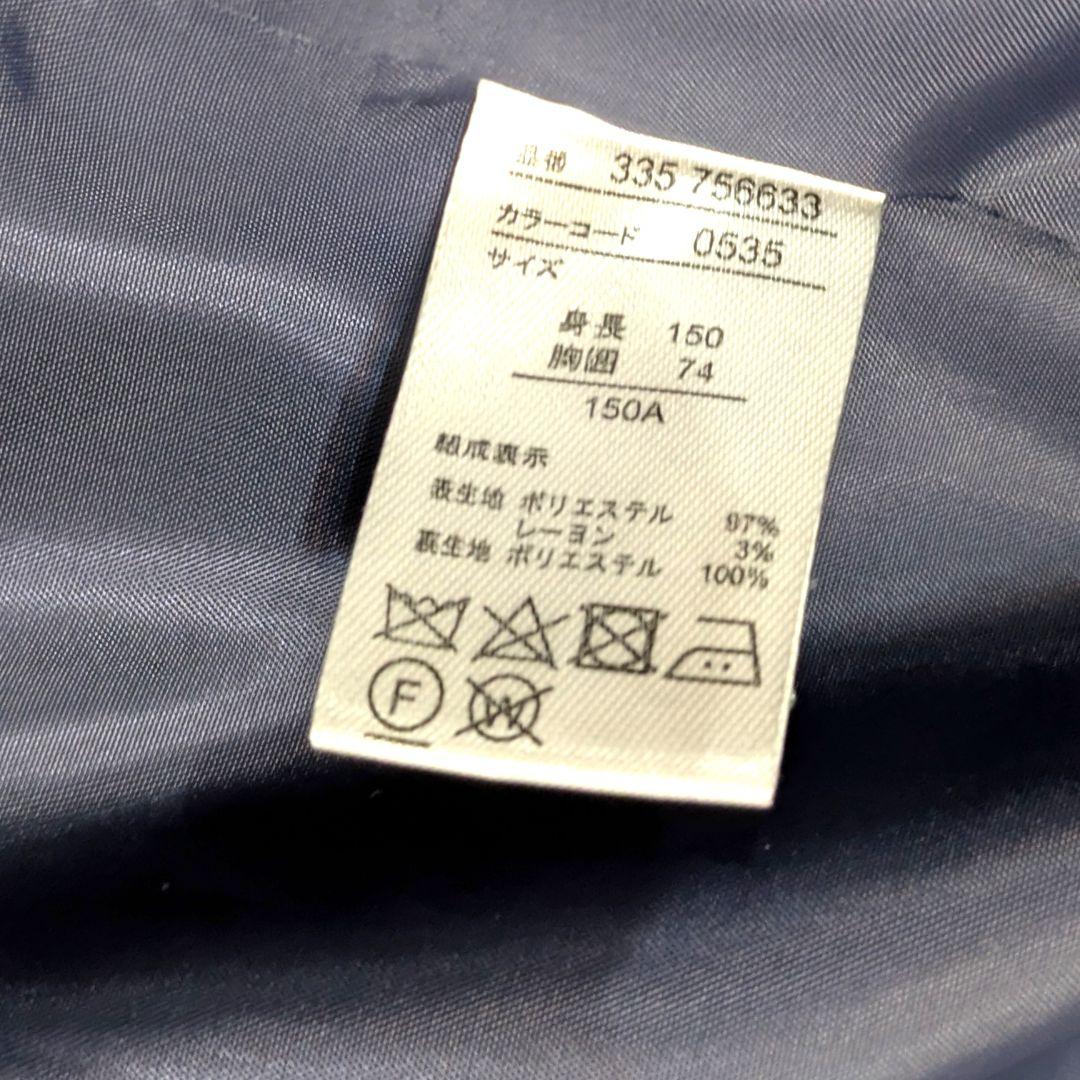 品番 335 756633
カラーコード 0535
サイズ
身長 150
胸囲 74
150A
組成表示
表生地 ポリエステル 97%
レーヨン 3%
裏生地 ポリエステル 100%
F W